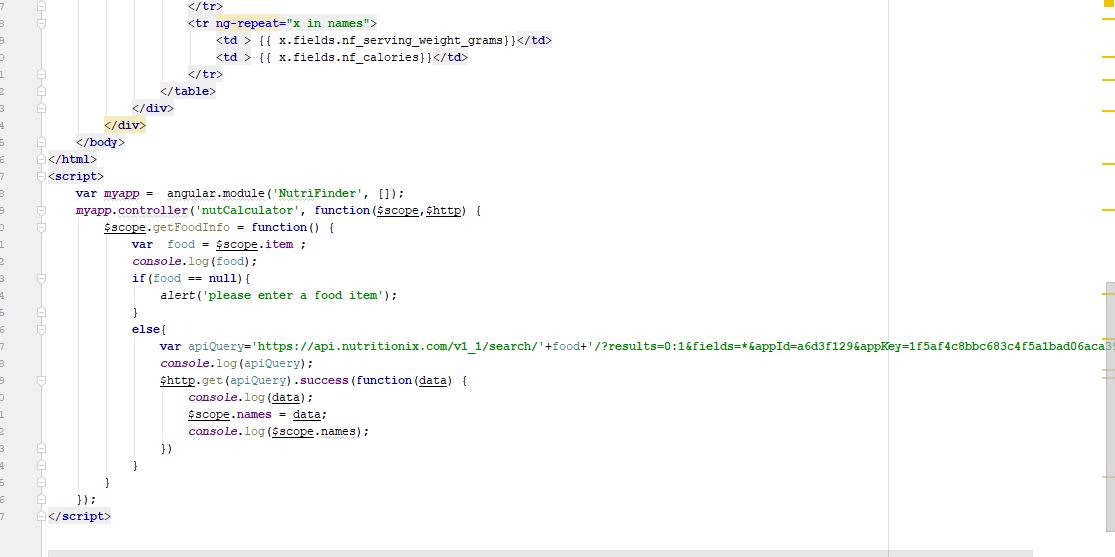 </tr>
<tr ng-repeat="x in names">
<td > {{ x.fields.nf_serving_weight_grams}}</td>
<td > {{ x.fields.nf_calories}}</td>
</tr>
</table>
</div>
</div>
</body>
</html>
<script>
var myapp =  angular.module('NutriFinder', []);
myapp.controller('nutCalculator', function($scope,$http) {
$scope.getFoodInfo = function() {
var  food = $scope.item ;
console.log(food);
if(food == null){
alert('please enter a food item');
}
else{
var apiQuery='https://api.nutritionix.com/v1_1/search/'+food+'/?results=0:1&fields=*&appId=a6d3f129&appKey=1f5af4c8bbc683c4f5a1bad06aca3
console.log(apiQuery);
$http.get(apiQuery).success(function(data) {
console.log(data);
$scope.names = data;
console.log($scope.names);
})
}
}
});
</script>